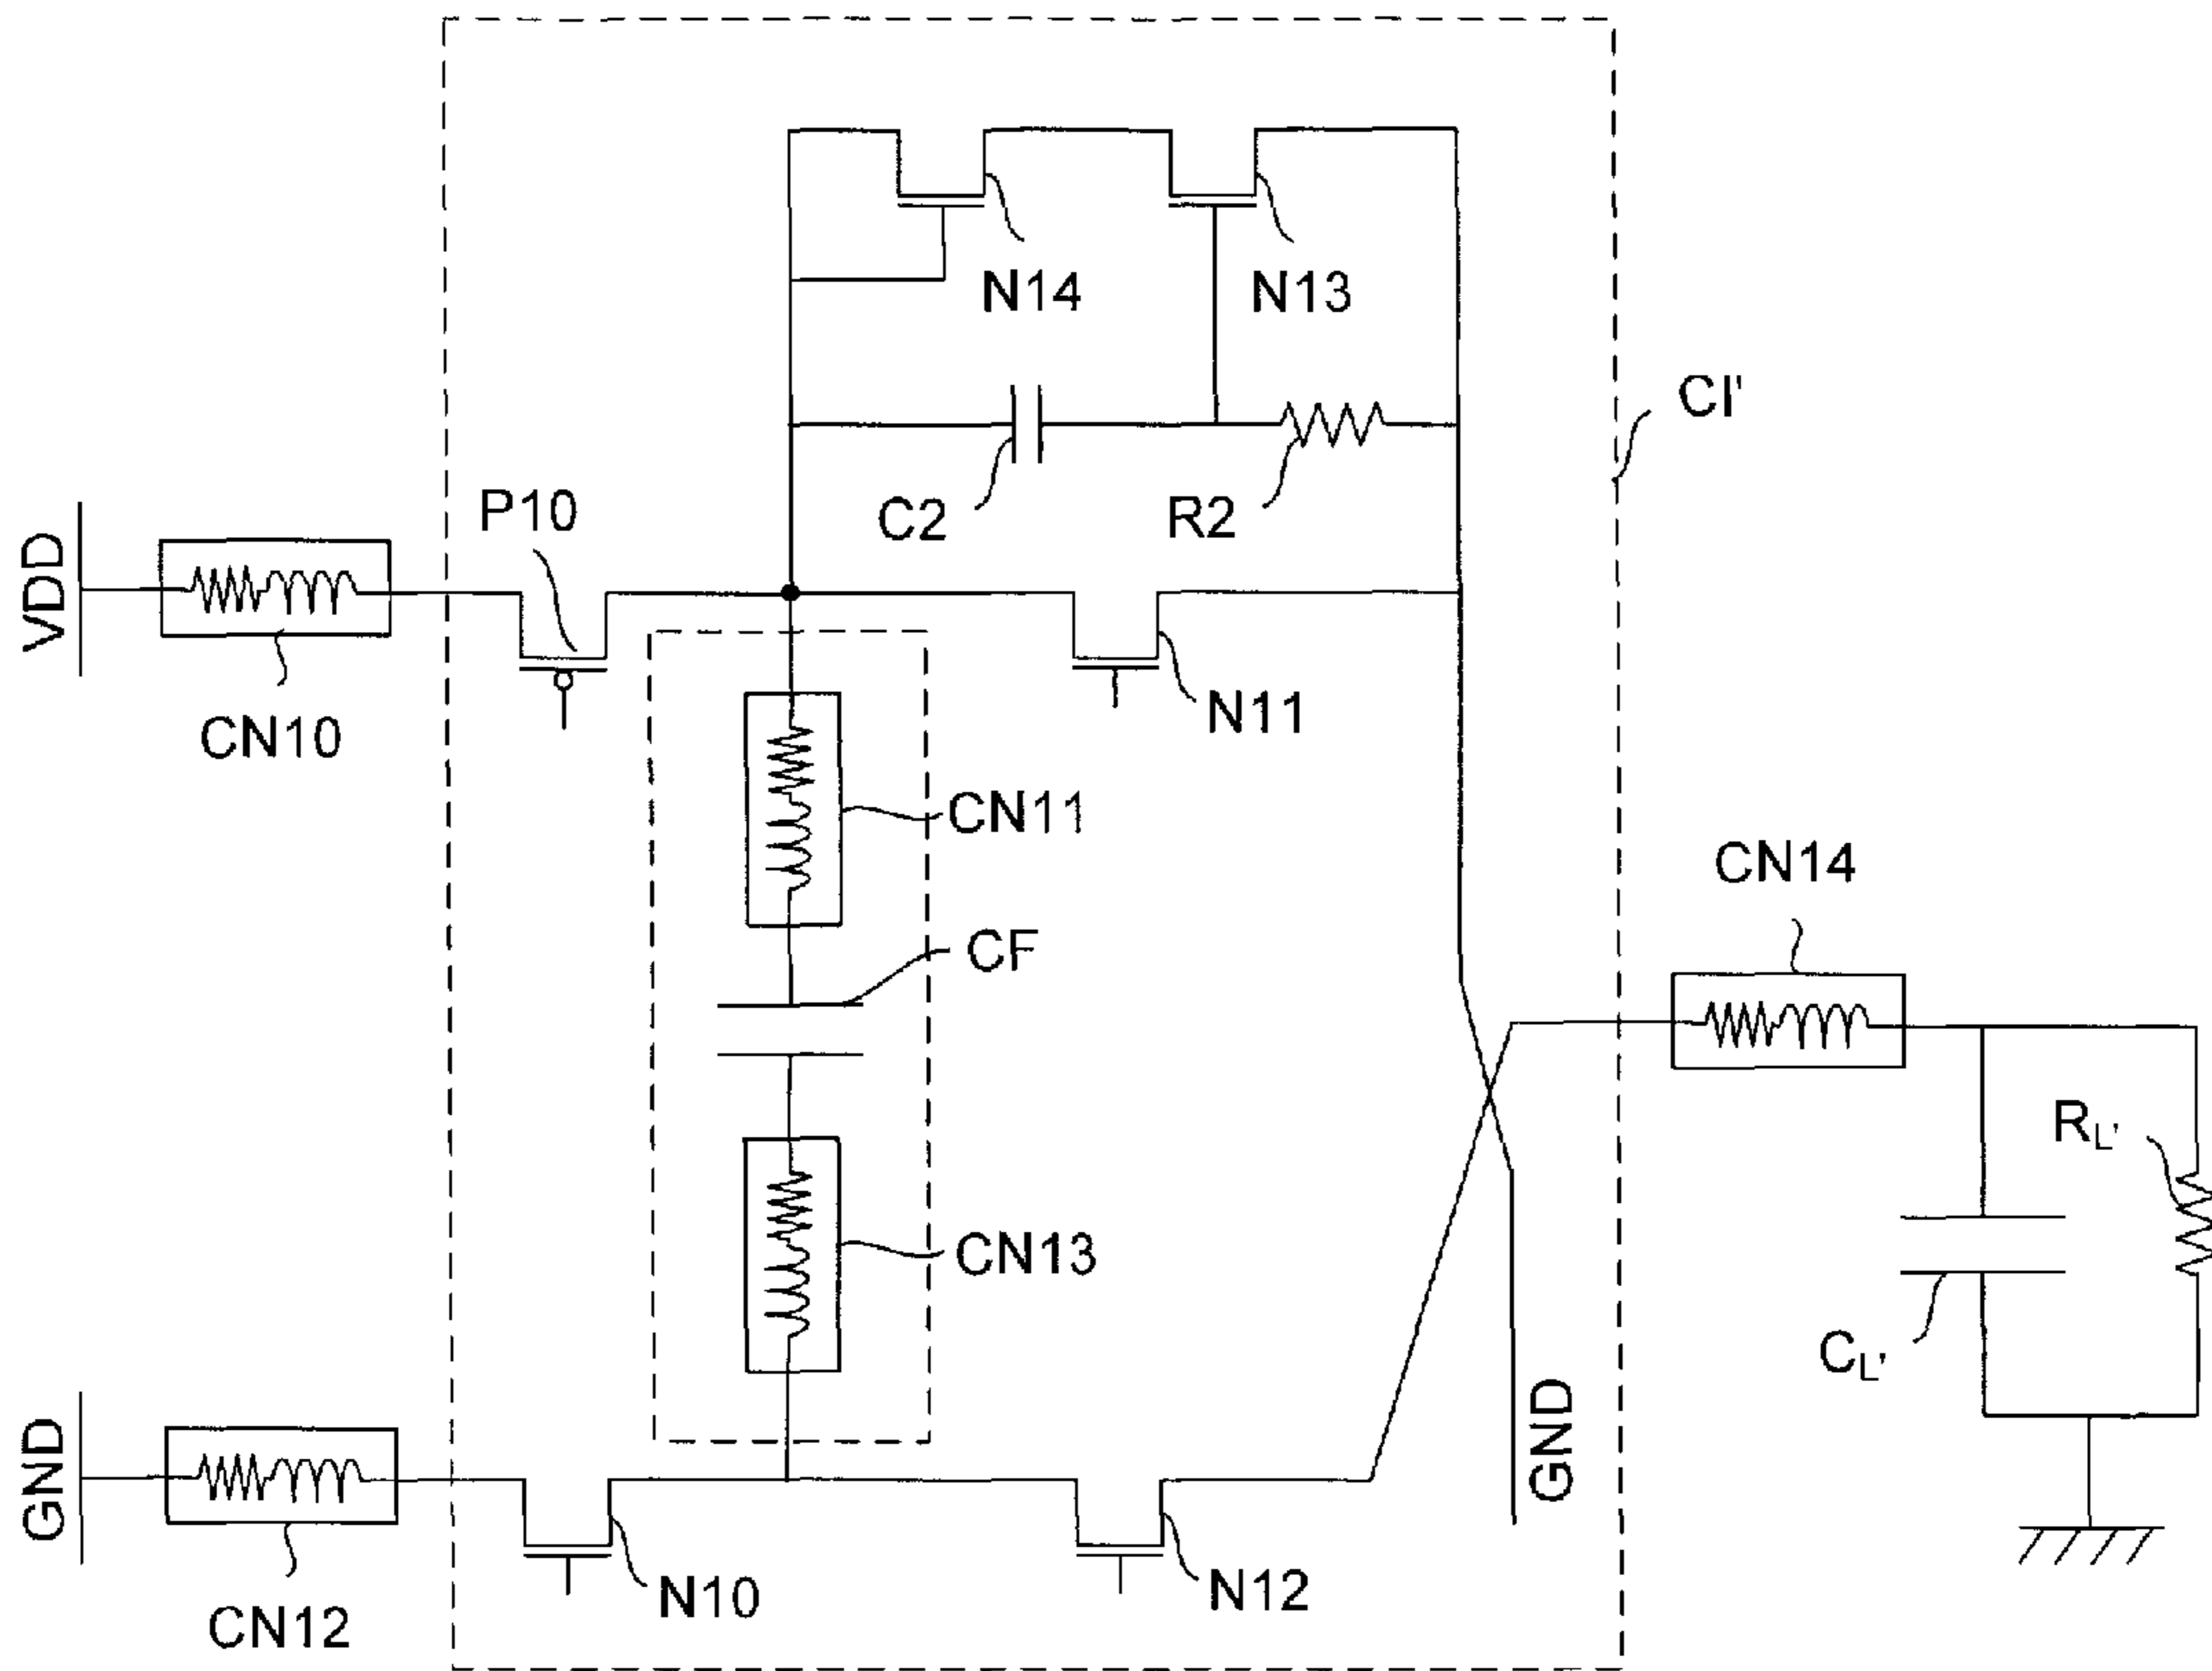 N14
N13
CI'
C2
R2
P10
VDD
CN10
N11
CN11
CN14
CF
RL'
CN13
CL'
GND
GND
N10
N12
CN12